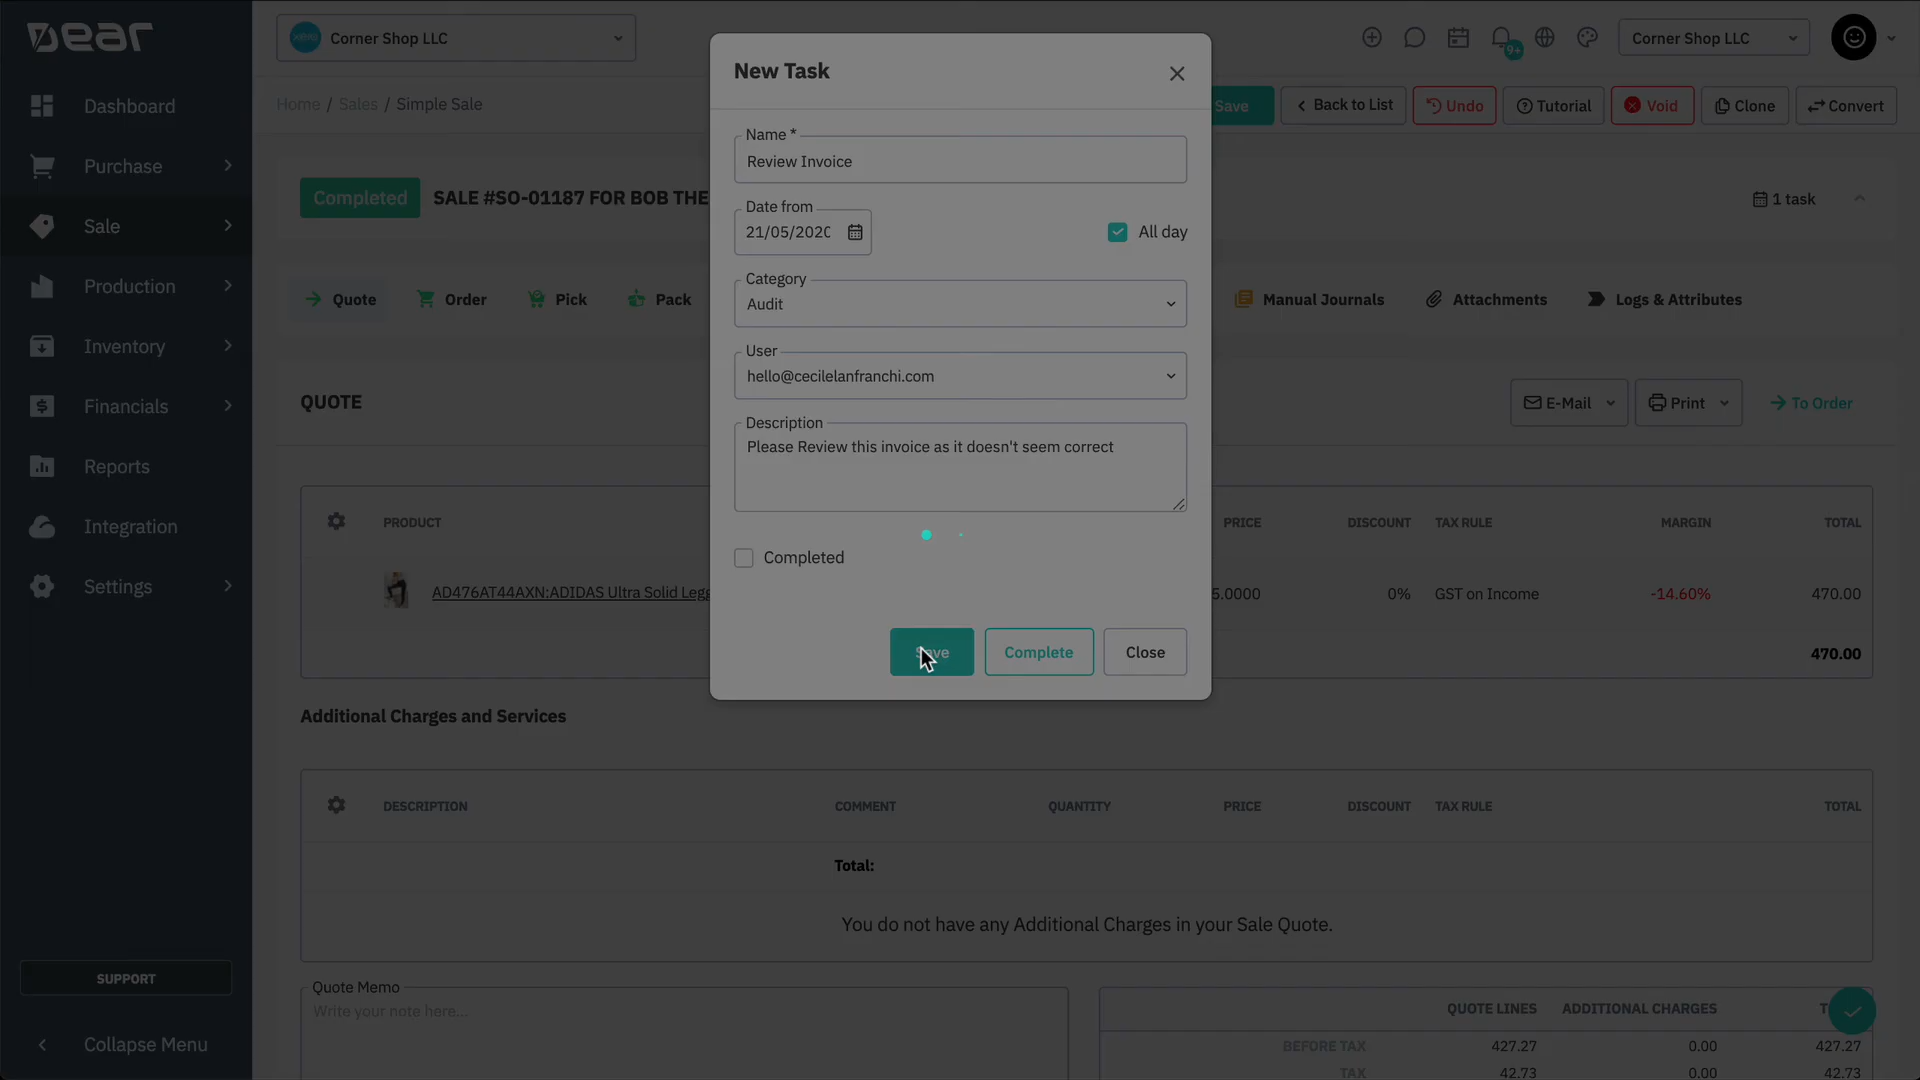 Dear
Corner Shop LLC
9+
Corner Shop LLC
Dashboard
Purchase
Sale
Production
Inventory
Financials
Reports
Integration
Settings
SUPPORT
Collapse Menu
Home / Sales / Simple Sale
Save
Back to List
Undo
Tutorial
Void
Clone
Convert
Completed
SALE #SO-01187 FOR BOB THE
1 task
Quote
Order
Pick
Pack
Manual Journals
Attachments
Logs & Attributes
QUOTE
E-Mail
Print
To Order
PRODUCT
PRICE
DISCOUNT
TAX RULE
MARGIN
TOTAL
AD476AT44AXN:ADIDAS Ultra Solid Legg
5.0000
0%
GST on Income
-14.60%
470.00
470.00
Additional Charges and Services
DESCRIPTION
COMMENT
QUANTITY
PRICE
DISCOUNT
TAX RULE
TOTAL
Total:
You do not have any Additional Charges in your Sale Quote.
Quote Memo
Write your note here...
QUOTE LINES
ADDITIONAL CHARGES
BEFORE TAX
427.27
0.00
427.27
TAX
42.73
0.00
42.73
New Task
Name *
Review Invoice
Date from
21/05/2020
All day
Category
Audit
User
hello@cecilelanfranchi.com
Description
Please Review this invoice as it doesn't seem correct
Completed
Save
Complete
Close